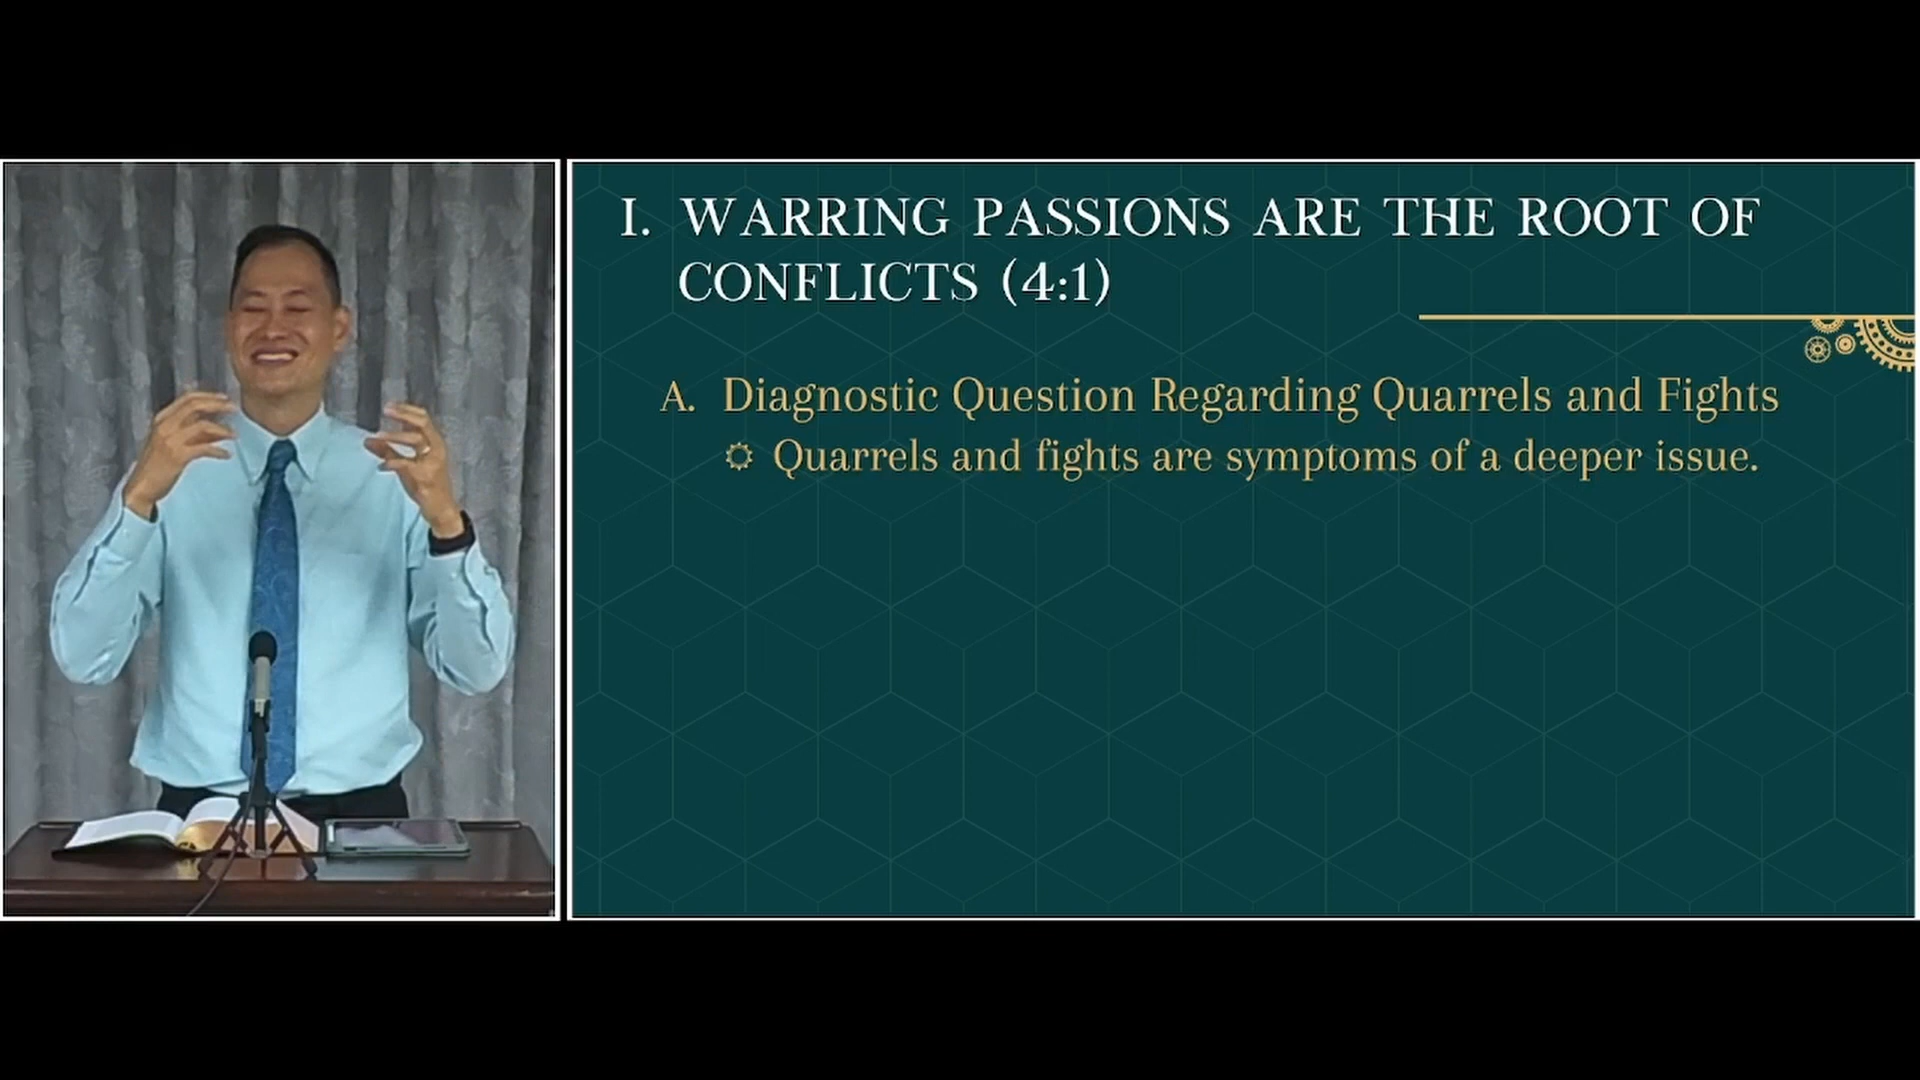 I. WARRING PASSIONS ARE THE ROOT OF
CONFLICTS (4:1)
A. Diagnostic Question Regarding Quarrels and Fights
Quarrels and fights are symptoms of a deeper issue.